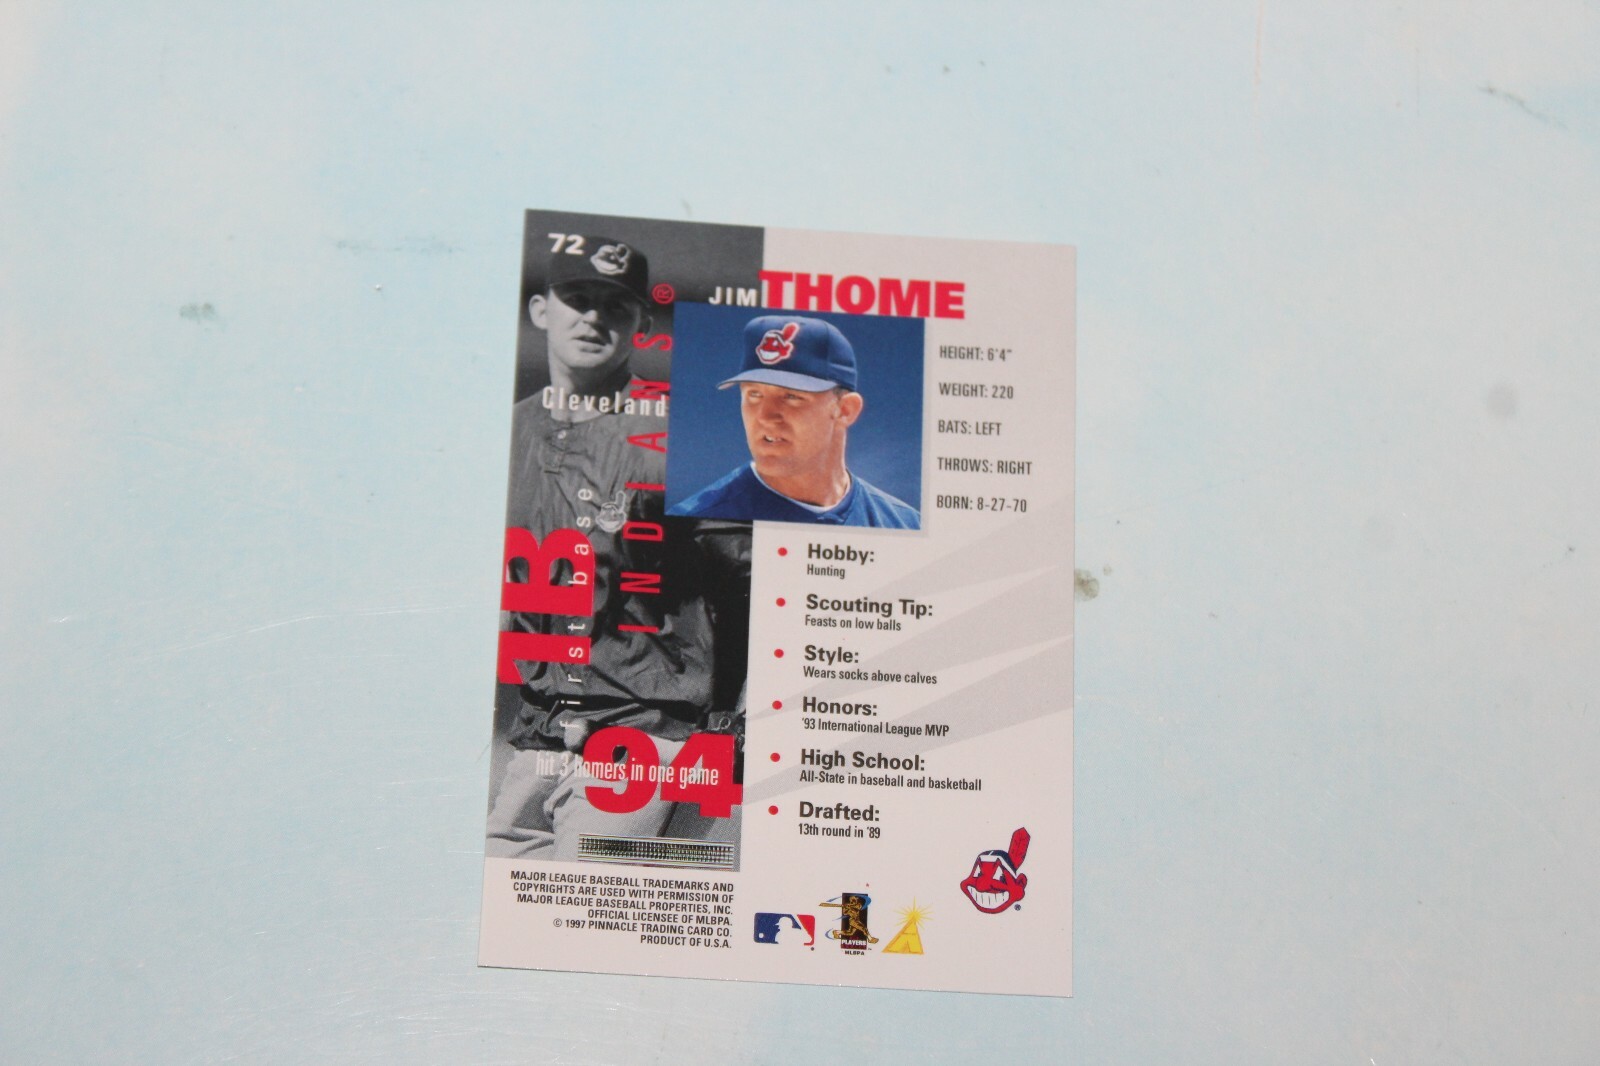 72
JIM THOME
Cleveland
INDIANS®
1B
first base
94
hit 3 homers in one game
HEIGHT: 6'4"
WEIGHT: 220
BATS: LEFT
THROWS: RIGHT
BORN: 8-27-70
• Hobby:
Hunting
• Scouting Tip:
Feasts on low balls
• Style:
Wears socks above calves
• Honors:
'93 International League MVP
• High School:
All-State in baseball and basketball
• Drafted:
13th round in '89
MAJOR LEAGUE BASEBALL TRADEMARKS AND
COPYRIGHTS ARE USED WITH PERMISSION OF
MAJOR LEAGUE BASEBALL PROPERTIES, INC.
OFFICIAL LICENSEE OF MLBPA.
© 1997 PINNACLE TRADING CARD CO.
PRODUCT OF U.S.A.
PLAYERS
MLBPA
®